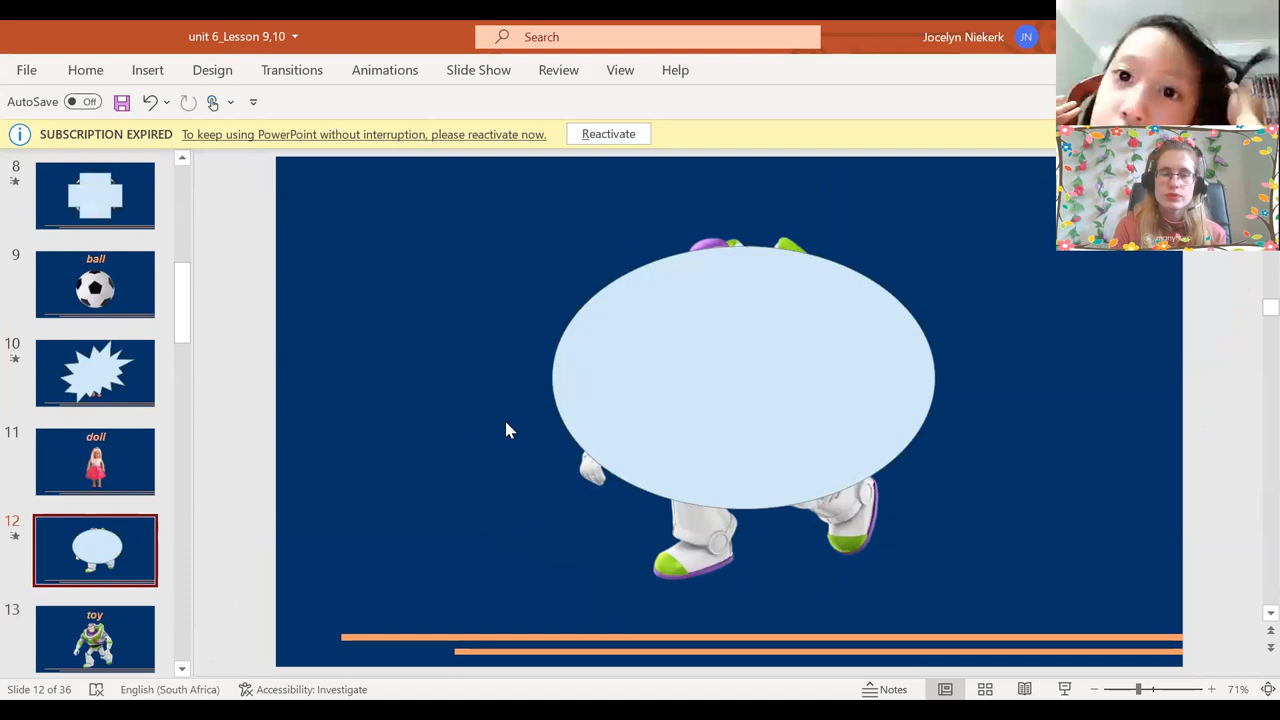 unit 6_Lesson 9,10
Search
Jocelyn Niekerk
JN
File Home Insert Design Transitions Animations Slide Show Review View Help
AutoSave Off
SUBSCRIPTION EXPIRED To keep using PowerPoint without interruption, please reactivate now. Reactivate
8
9
ball
10
11
doll
12
13
toy
Slide 12 of 36 English (South Africa) Accessibility: Investigate Notes 71%